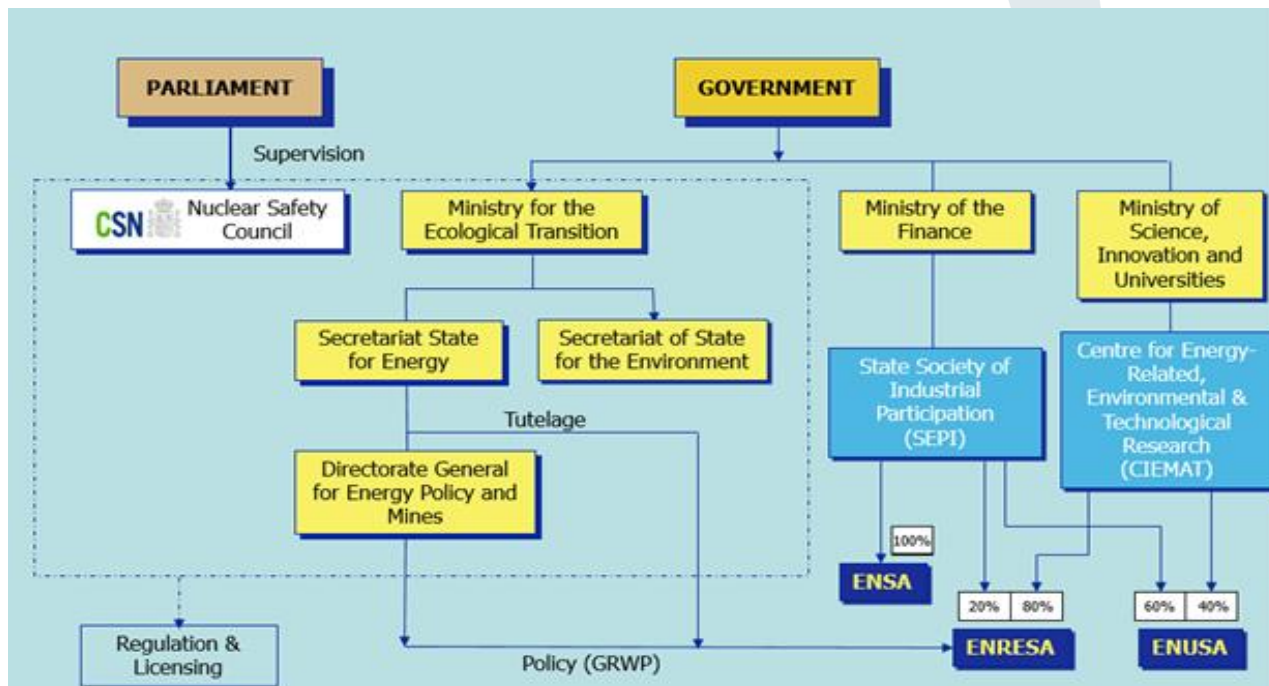 PARLIAMENT
GOVERNMENT
Supervision
CSN
Nuclear Safety
Council
Ministry for the
Ecological Transition
Ministry of the
Finance
Ministry of
Science,
Innovation and
Universities
Secretariat State
for Energy
Secretariat of State
for the Environment
State Society of
Industrial
Participation
(SEPI)
Centre for Energy-
Related,
Environmental &
Technological
Research
(CIEMAT)
Tutelage
Directorate General
for Energy Policy and
Mines
100%
ENSA
20%
80%
60%
40%
ENRESA
ENUSA
Regulation &
Licensing
Policy (GRWP)